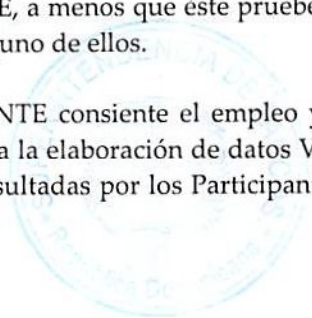 E, a menos que éste pruebe
uno de ellos.
NTE consiente el empleo y
a la elaboración de datos V
sultadas por los Participan